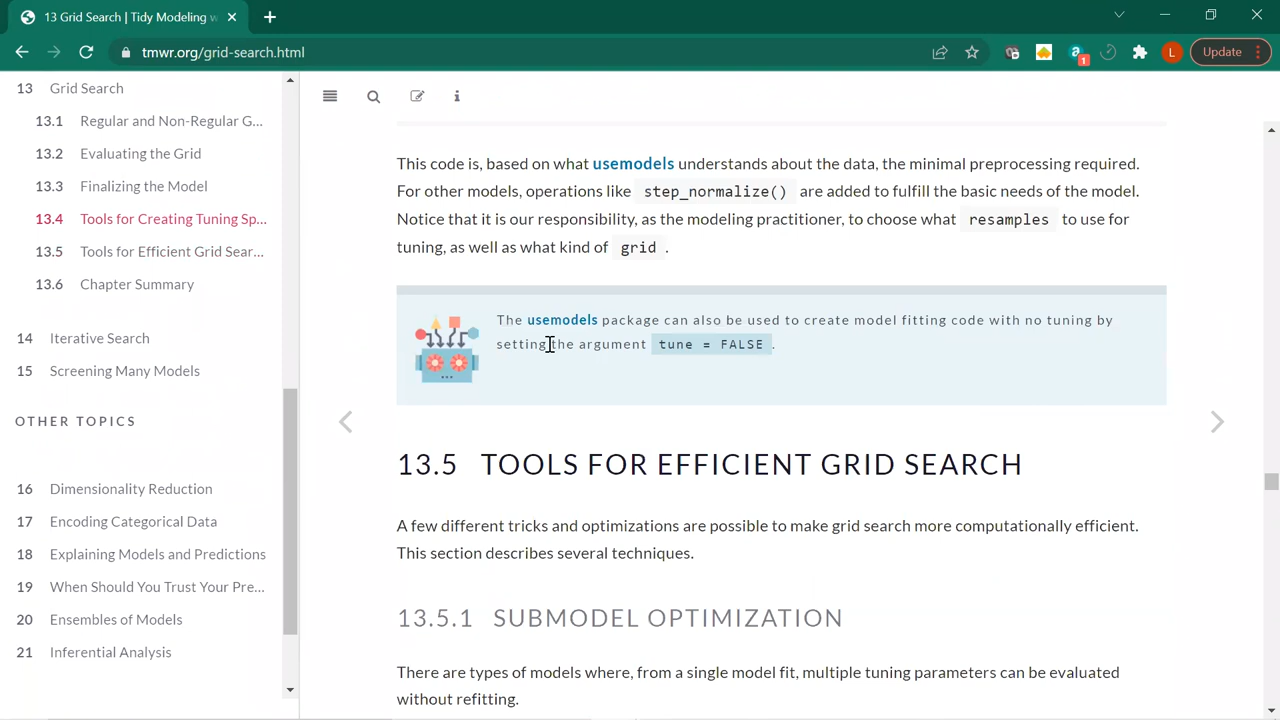 13 Grid Search | Tidy Modeling w
tmwr.org/grid-search.html
1
L
Update
13 Grid Search
13.1 Regular and Non-Regular G...
13.2 Evaluating the Grid
13.3 Finalizing the Model
13.4 Tools for Creating Tuning Sp...
13.5 Tools for Efficient Grid Sear...
13.6 Chapter Summary
14 Iterative Search
15 Screening Many Models
OTHER TOPICS
16 Dimensionality Reduction
17 Encoding Categorical Data
18 Explaining Models and Predictions
19 When Should You Trust Your Pre...
20 Ensembles of Models
21 Inferential Analysis
This code is, based on what usemodels understands about the data, the minimal preprocessing required.
For other models, operations like step_normalize() are added to fulfill the basic needs of the model.
Notice that it is our responsibility, as the modeling practitioner, to choose what resamples to use for
tuning, as well as what kind of grid .
The usemodels package can also be used to create model fitting code with no tuning by
setting the argument tune = FALSE .
13.5 TOOLS FOR EFFICIENT GRID SEARCH
A few different tricks and optimizations are possible to make grid search more computationally efficient.
This section describes several techniques.
13.5.1 SUBMODEL OPTIMIZATION
There are types of models where, from a single model fit, multiple tuning parameters can be evaluated
without refitting.